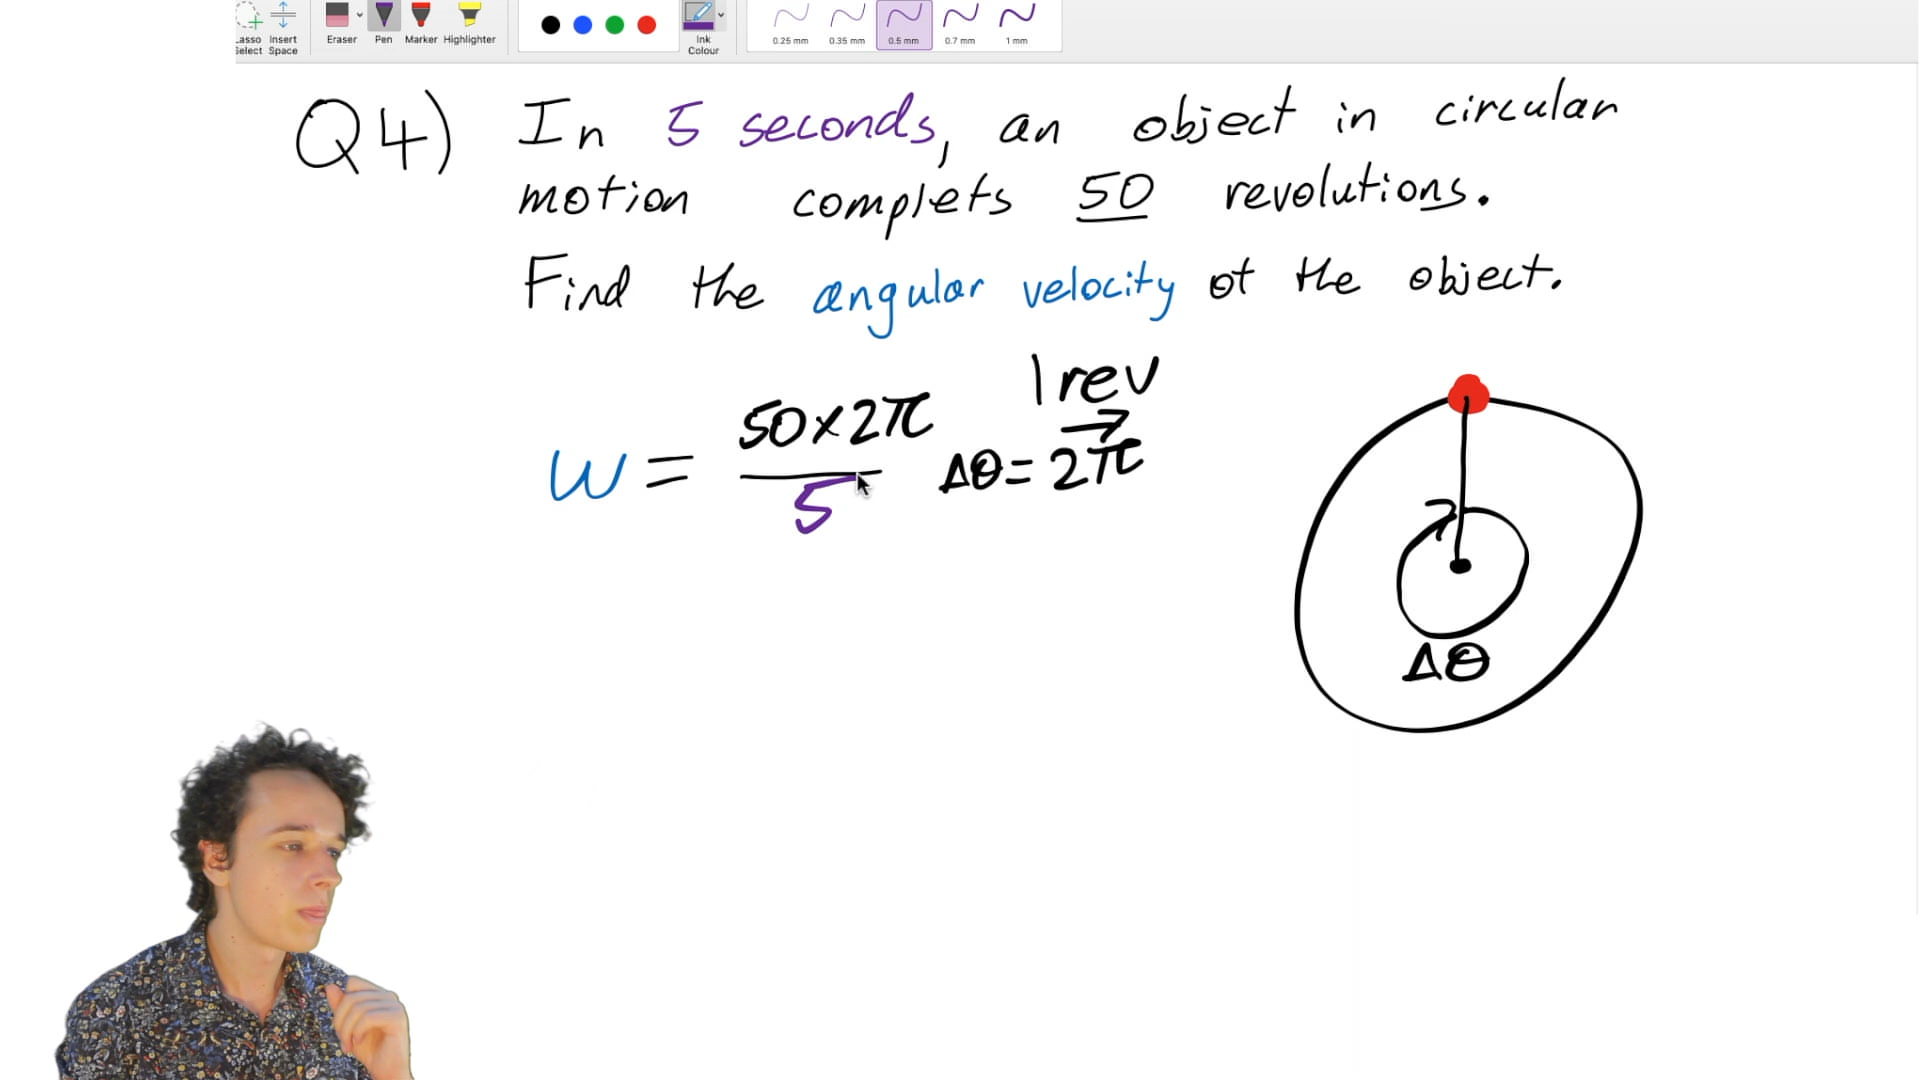 Lasso Select
Insert Space
Eraser
Pen
Marker
Highlighter
Ink Colour
0.25 mm
0.35 mm
0.5 mm
0.7 mm
1 mm
Q4) In 5 seconds, an object in circular
motion complets 50 revolutions.
Find the angular velocity of the object.
1 rev
→
ω = 50×2π / 5
Δθ = 2π
Δθ